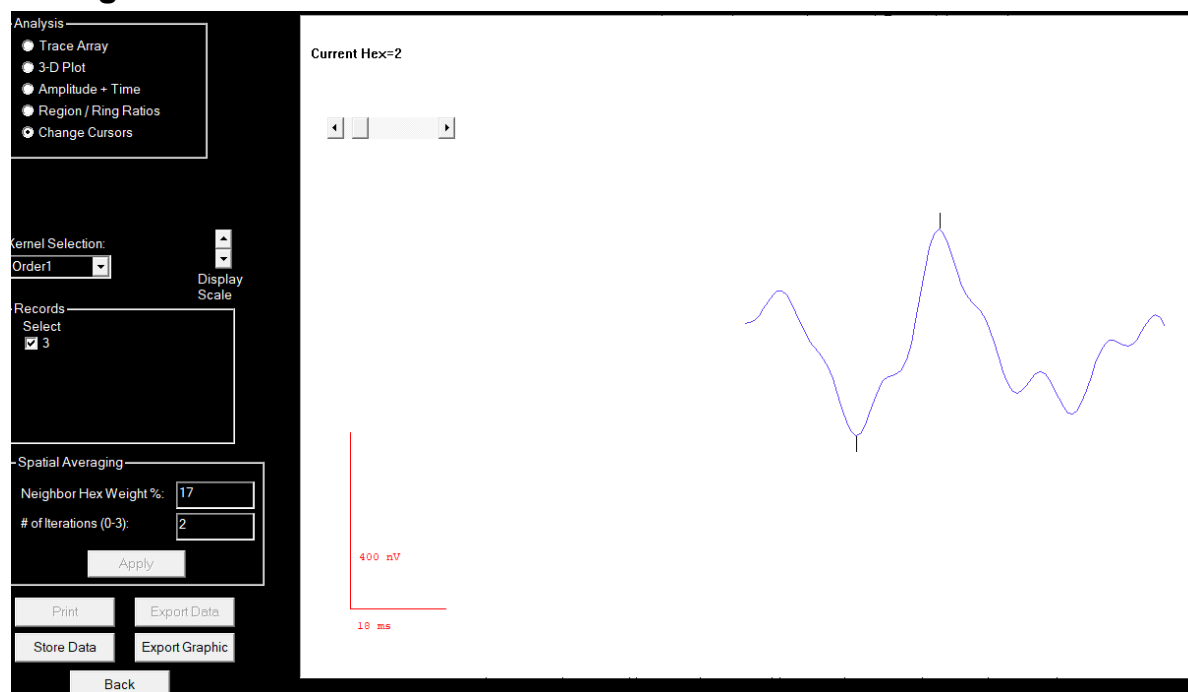 Analysis
Trace Array
3-D Plot
Amplitude + Time
Region / Ring Ratios
Change Cursors
Current Hex=2
Kernel Selection:
Order1
Display
Scale
Records
Select
3
Spatial Averaging
Neighbor Hex Weight %: 17
# of Iterations (0-3): 2
Apply
Print Export Data
Store Data Export Graphic
Back
400 nV
18 ms